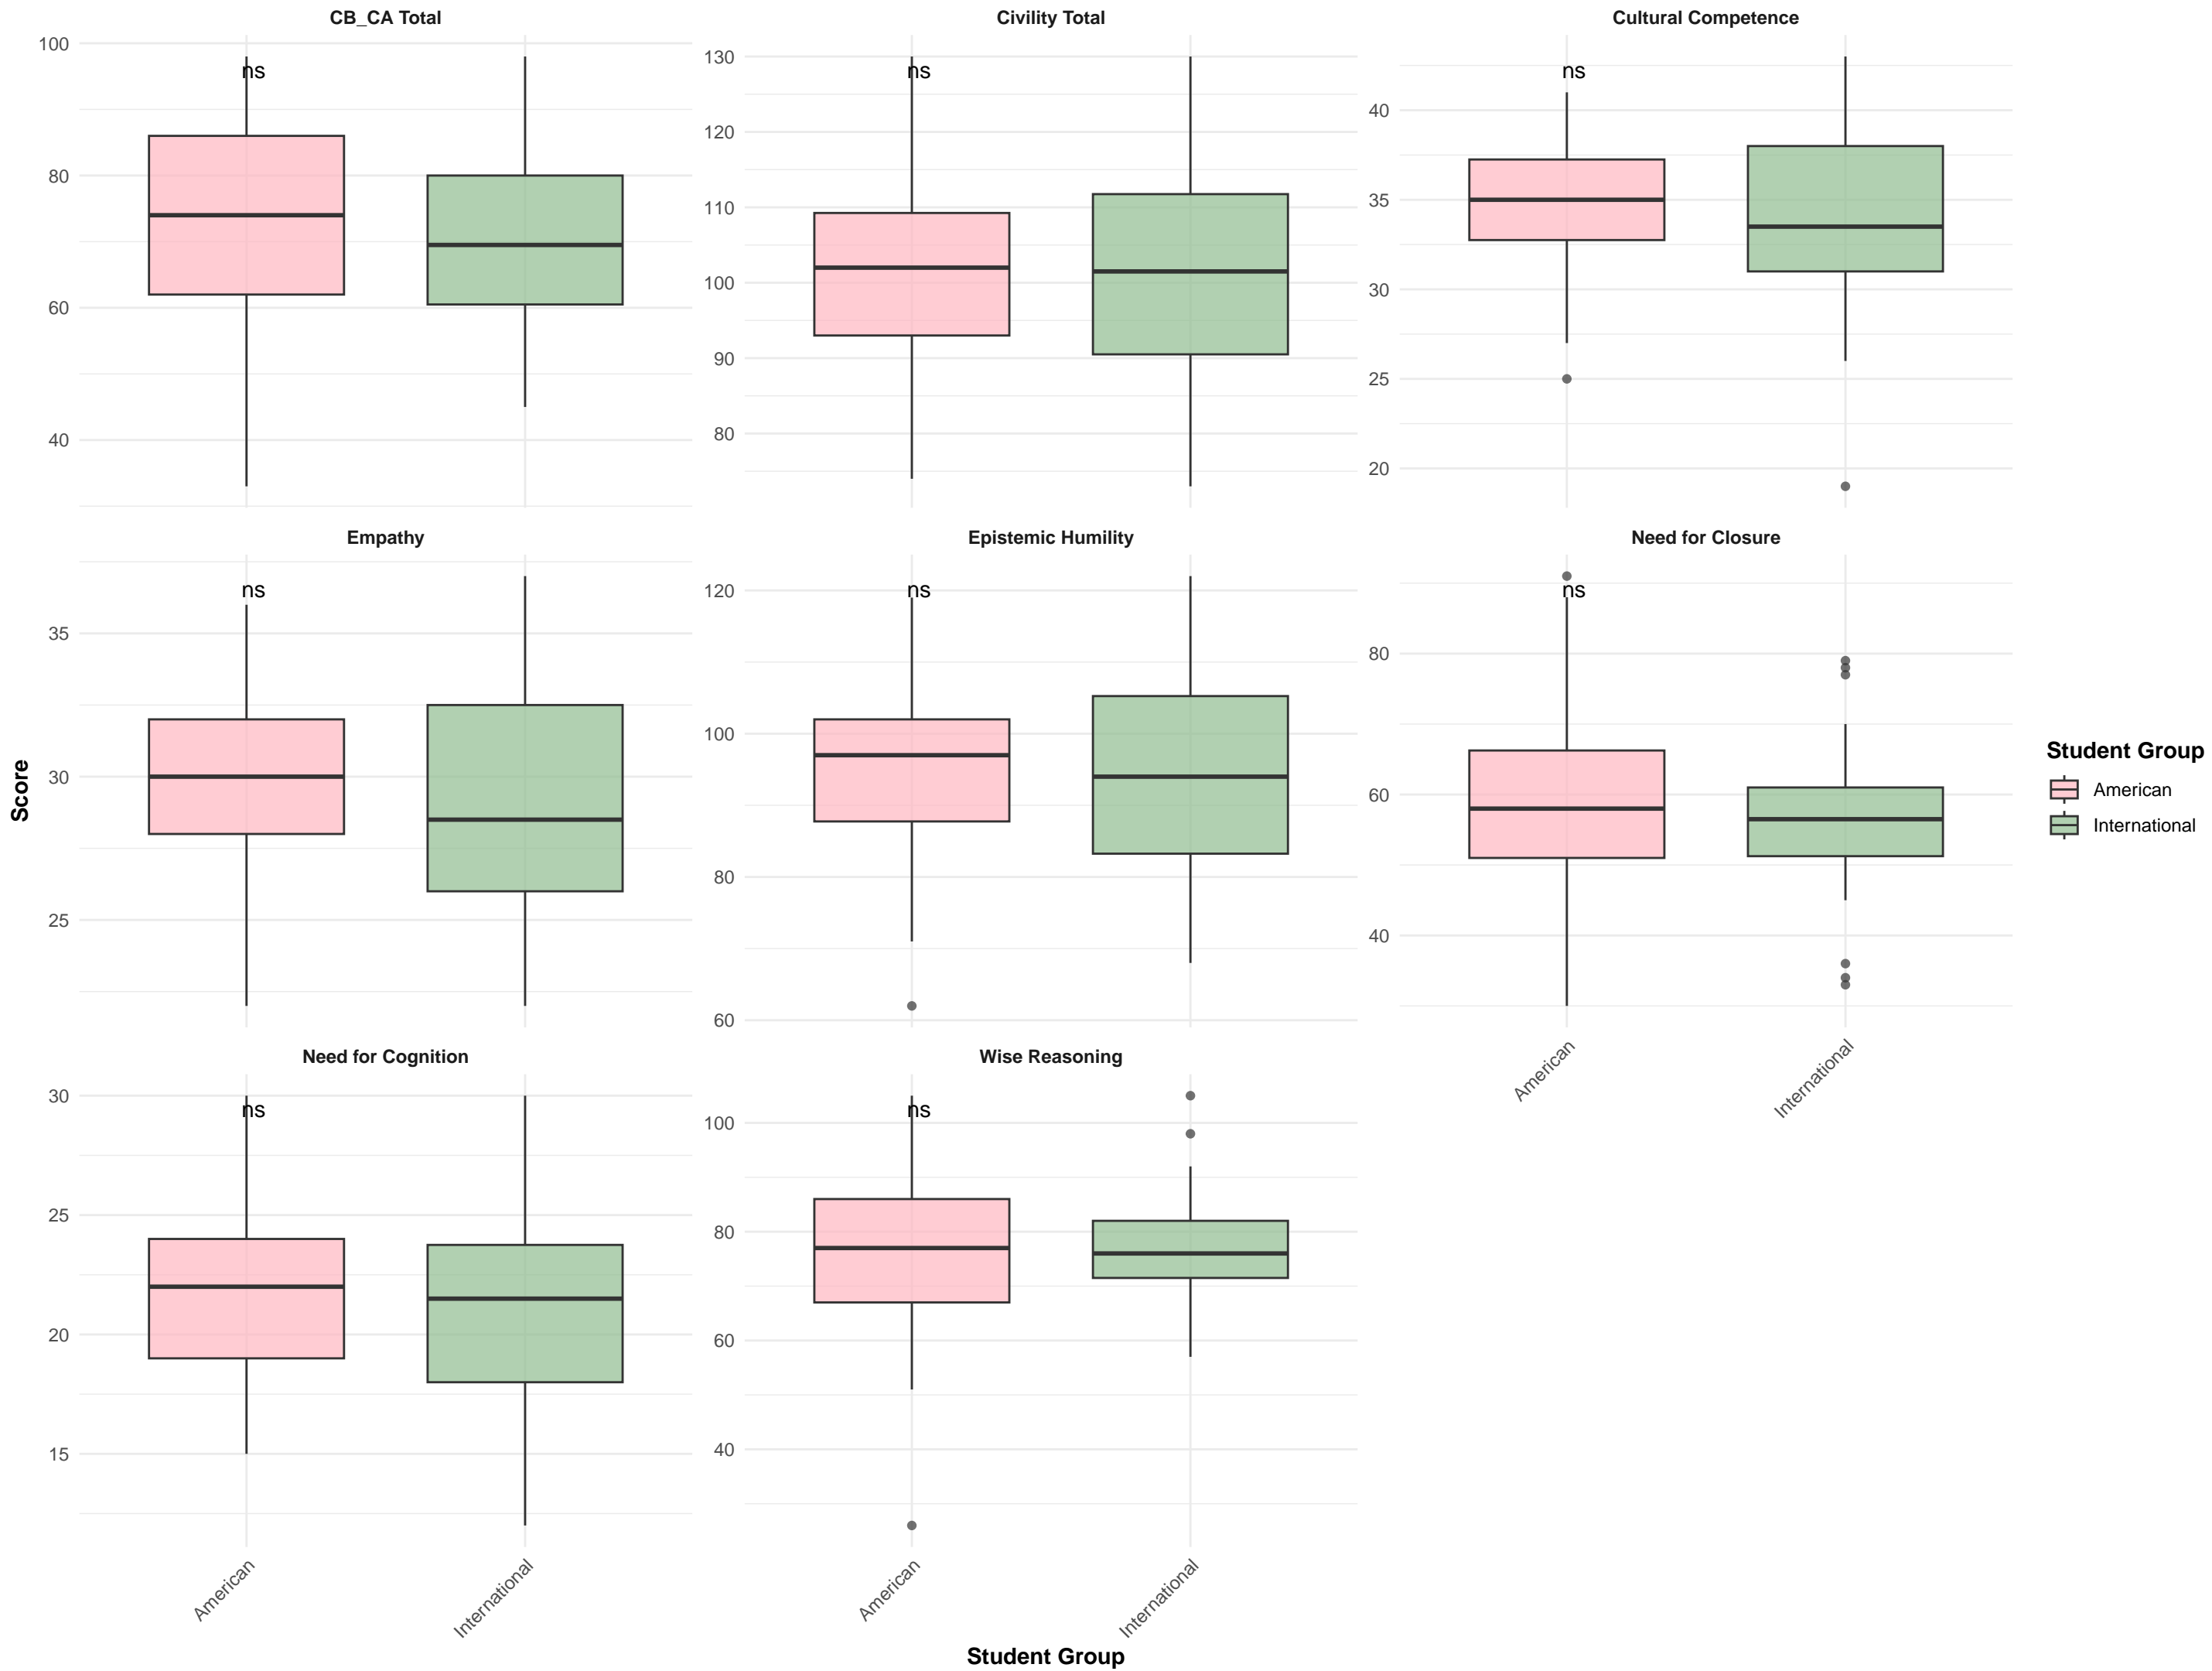 CB_CA Total
Civility Total
Cultural Competence
100
80
60
40
ns
130
120
110
100
90
80
ns
40
35
30
25
20
ns
Empathy
Epistemic Humility
Need for Closure
Score
35
30
25
ns
120
100
80
60
ns
80
60
40
ns
American
International
Student Group
American
International
Need for Cognition
Wise Reasoning
30
25
20
15
ns
100
80
60
40
ns
American
International
American
International
Student Group